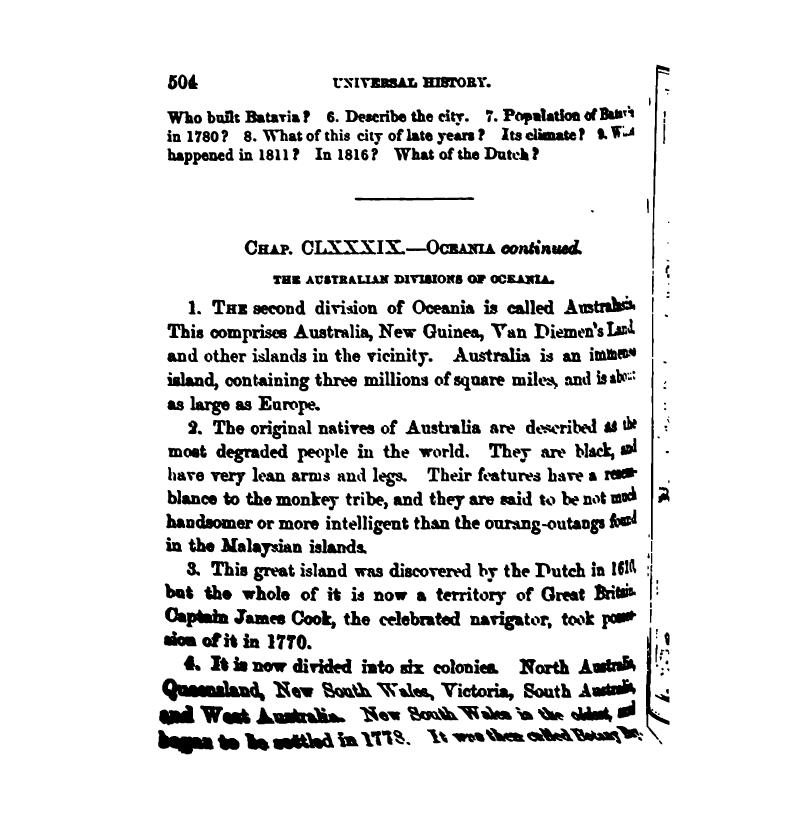 504 UNIVERSAL HISTORY.
Who built Batavia? 6. Describe the city. 7. Population of Batavia
in 1780? 8. What of this city of late years? Its climate? 9. What
happened in 1811? In 1816? What of the Dutch?
CHAP. CLXXXIX.—OCEANIA continued.
THE AUSTRALIAN DIVISIONS OF OCEANIA.
1. THE second division of Oceania is called Australasia.
This comprises Australia, New Guinea, Van Diemen's Land,
and other islands in the vicinity. Australia is an immense
island, containing three millions of square miles, and is about
as large as Europe.
2. The original natives of Australia are described as the
most degraded people in the world. They are black, and
have very lean arms and legs. Their features have a resem-
blance to the monkey tribe, and they are said to be not much
handsomer or more intelligent than the ourang-outangs found
in the Malaysian islands.
3. This great island was discovered by the Dutch in 1610,
but the whole of it is now a territory of Great Britain.
Captain James Cook, the celebrated navigator, took posses-
sion of it in 1770.
4. It is now divided into six colonies. North Australia,
Queensland, New South Wales, Victoria, South Australia,
and West Australia. New South Wales is the oldest, and
began to be settled in 1778. It was then called Botany Bay.